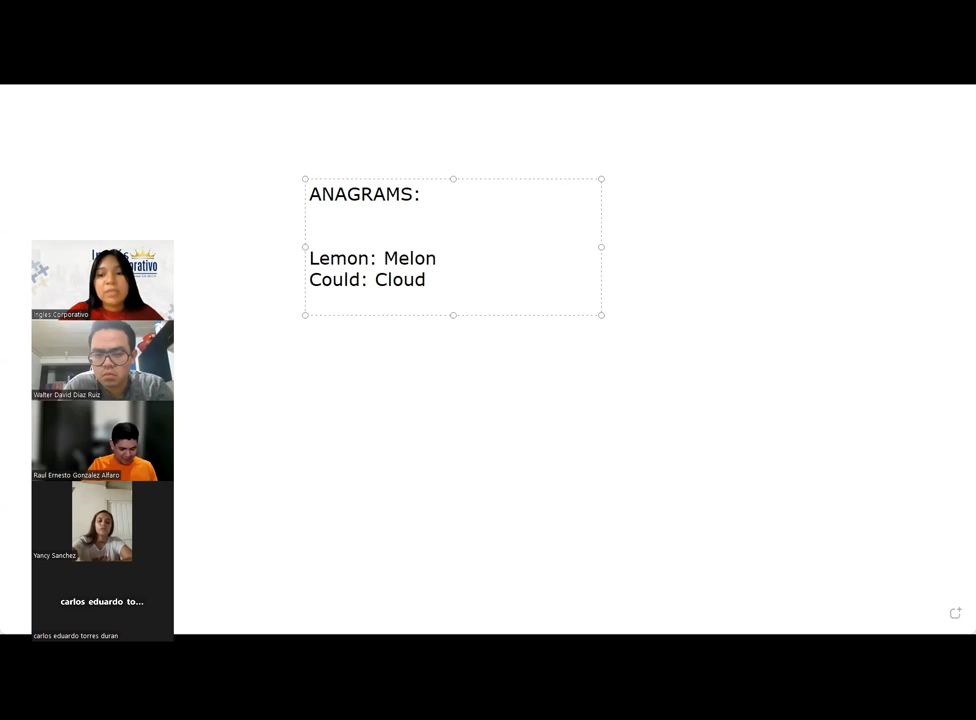 ANAGRAMS:
Lemon: Melon
Could: Cloud
Ingles Corporativo
Walter David Diaz Ruiz
Raul Ernesto Gonzalez Alfaro
Yancy Sanchez
carlos eduardo to...
carlos eduardo torres duran